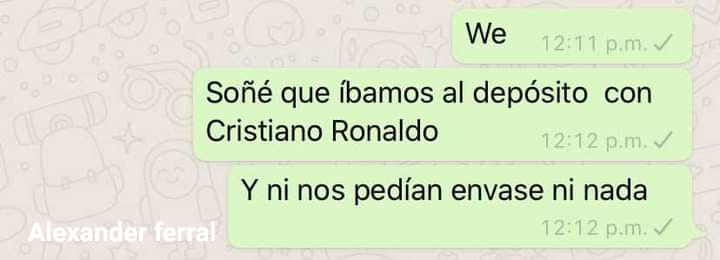 We
12:11 p.m.
Soñé que íbamos al depósito con
Cristiano Ronaldo
12:12 p.m.
Y ni nos pedían envase ni nada
12:12 p.m.
Alexander ferral